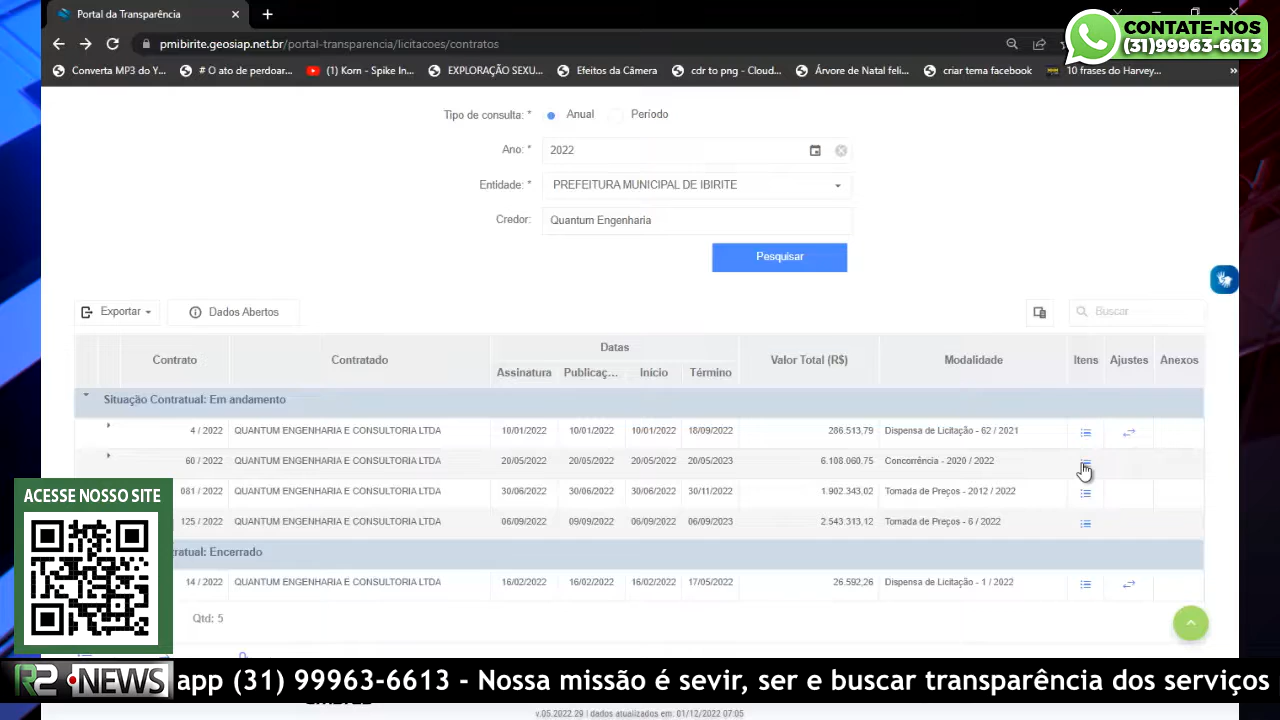 Portal da Transparência
CONTATE-NOS
(31)99963-6613
pmibirite.geosiap.net.br/portal-transparencia/licitacoes/contratos
Converta MP3 do Y...
# O ato de perdoar...
(1) Korn - Spike In...
EXPLORAÇÃO SEXU...
Efeitos da Câmera
cdr to png - Cloud...
Árvore de Natal feli...
criar tema facebook
10 frases do Harvey...
»
Tipo de consulta: *
Anual
Período
Ano: *
2022
Entidade: *
PREFEITURA MUNICIPAL DE IBIRITE
Credor:
Quantum Engenharia
Pesquisar
Exportar
Dados Abertos
Buscar
Contrato
Contratado
Datas
Valor Total (R$)
Modalidade
Itens
Ajustes
Anexos
Assinatura
Publicaç...
Início
Término
Situação Contratual: Em andamento
4 / 2022 QUANTUM ENGENHARIA E CONSULTORIA LTDA 10/01/2022 10/01/2022 10/01/2022 18/09/2022 286.513,79 Dispensa de Licitação - 62 / 2021
60 / 2022 QUANTUM ENGENHARIA E CONSULTORIA LTDA 20/05/2022 20/05/2022 20/05/2022 20/05/2023 6.108.060,75 Concorrência - 2020 / 2022
081 / 2022 QUANTUM ENGENHARIA E CONSULTORIA LTDA 30/06/2022 30/06/2022 30/06/2022 30/11/2022 1.902.343,02 Tomada de Preços - 2012 / 2022
125 / 2022 QUANTUM ENGENHARIA E CONSULTORIA LTDA 06/09/2022 09/09/2022 06/09/2022 06/09/2023 2.543.313,12 Tomada de Preços - 6 / 2022
ratual: Encerrado
14 / 2022 QUANTUM ENGENHARIA E CONSULTORIA LTDA 16/02/2022 16/02/2022 16/02/2022 17/05/2022 26.592,26 Dispensa de Licitação - 1 / 2022
Qtd: 5
ACESSE NOSSO SITE
R2 NEWS
app (31) 99963-6613 - Nossa missão é sevir, ser e buscar transparência dos serviços
v.05.2022.29 | dados atualizados em: 01/12/2022 07:05